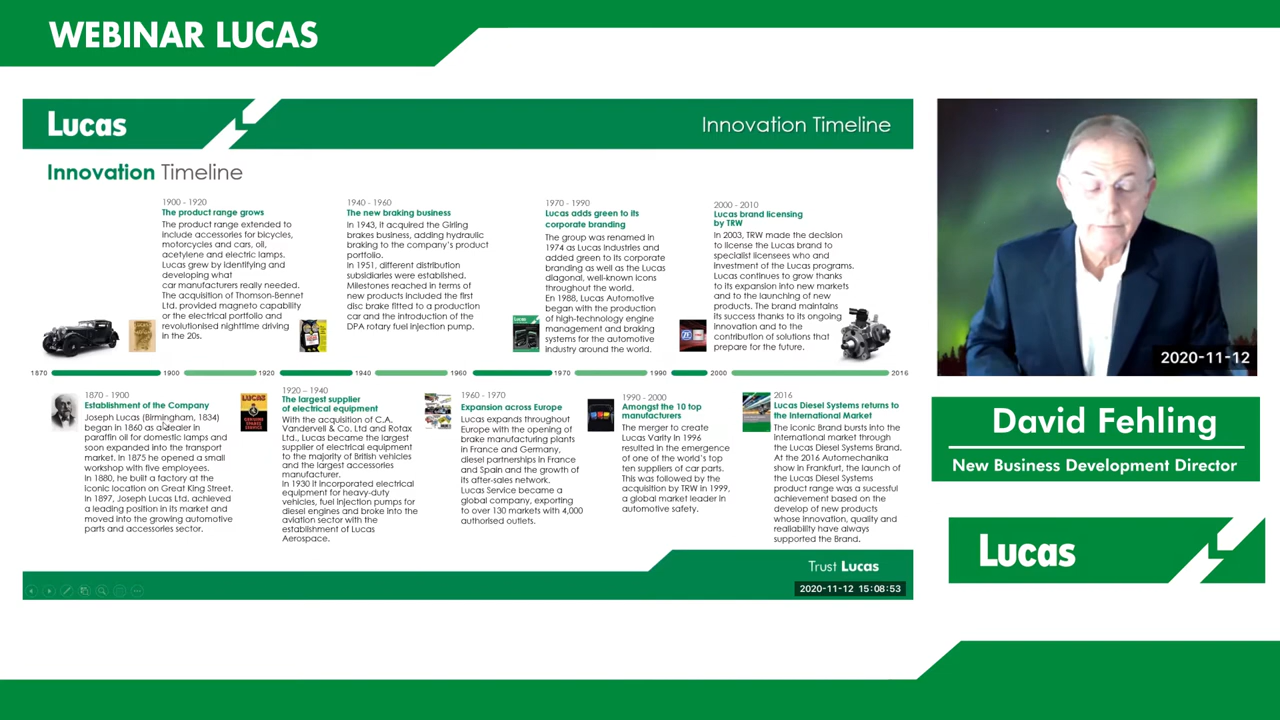 WEBINAR LUCAS
Lucas
Innovation Timeline
Innovation Timeline
1900 - 1920
The product range grows
The product range extended to
include accessories for bicycles,
motorcycles and cars, oil,
acetylene and electric lamps.
Lucas grew by identifying and
developing what
car manufacturers really needed.
The acquisition of Thomson-Bennet
Ltd. provided magneto capability
or the electrical portfolio and
revolutionised nighttime driving
in the 20s.
1940 - 1960
The new braking business
In 1943, it acquired the Girling
brakes business, adding hydraulic
braking to the company's product
portfolio.
In 1951, different distribution
subsidiaries were established.
Milestones reached in terms of
new products included the first
disc brake fitted to a production
car and the introduction of the
DPA rotary fuel injection pump.
1970 - 1990
Lucas adds green to its
corporate branding
The group was renamed in
1974 as Lucas Industries and
added green to its corporate
branding as well as the Lucas
diagonal, well-known icons
throughout the world.
En 1988, Lucas Automotive
began with the production
of high-technology engine
management and braking
systems for the automotive
industry around the world.
2000 - 2010
Lucas brand licensing
by TRW
In 2003, TRW made the decision
to license the Lucas brand to
specialist licensees who and
investment of the Lucas programs.
Lucas continues to grow thanks
to its expansion into new markets
and to the launching of new
products. The brand maintains
its success thanks to its ongoing
innovation and to the
contribution of solutions that
prepare for the future.
1870
1900
1920
1940
1960
1970
1990
2000
2016
1870 - 1900
Establishment of the Company
Joseph Lucas (Birmingham, 1834)
began in 1860 as a dealer in
paraffin oil for domestic lamps and
soon expanded into the transport
market. In 1875 he opened a small
workshop with five employees.
In 1880, he built a factory at the
iconic location on Great King Street.
In 1897, Joseph Lucas Ltd. achieved
a leading position in its market and
moved into the growing automotive
parts and accessories sector.
LUCAS
1920 – 1940
The largest supplier
of electrical equipment
With the acquisition of C.A.
Vandervell & Co. Ltd and Rotax
Ltd., Lucas became the largest
supplier of electrical equipment
to the majority of British vehicles
and the largest accessories
manufacturer.
In 1930 it incorporated electrical
equipment for heavy-duty
vehicles, fuel injection pumps for
diesel engines and broke into the
aviation sector with the
establishment of Lucas
Aerospace.
1960 - 1970
Expansion across Europe
Lucas expands throughout
Europe with the opening of
brake manufacturing plants
in France and Germany,
diesel partnerships in France
and Spain and the growth of
its after-sales network.
Lucas Service became a
global company, exporting
to over 130 markets with 4,000
authorised outlets.
1990 - 2000
Amongst the 10 top
manufacturers
The merger to create
Lucas Varity in 1996
resulted in the emergence
of one of the world's top
ten suppliers of car parts.
This was followed by the
acquisition by TRW in 1999,
a global market leader in
automotive safety.
2016
Lucas Diesel Systems returns to
the International Market
The iconic Brand bursts into the
international market through
the Lucas Diesel Systems Brand.
At the 2016 Automechanika
show in Frankfurt, the launch of
the Lucas Diesel Systems
product range was a sucessful
achievement based on the
develop of new products
whose innovation, quality and
realiability have always
supported the Brand.
Trust Lucas
2020-11-12 15:08:53
2020-11-12
David Fehling
New Business Development Director
Lucas